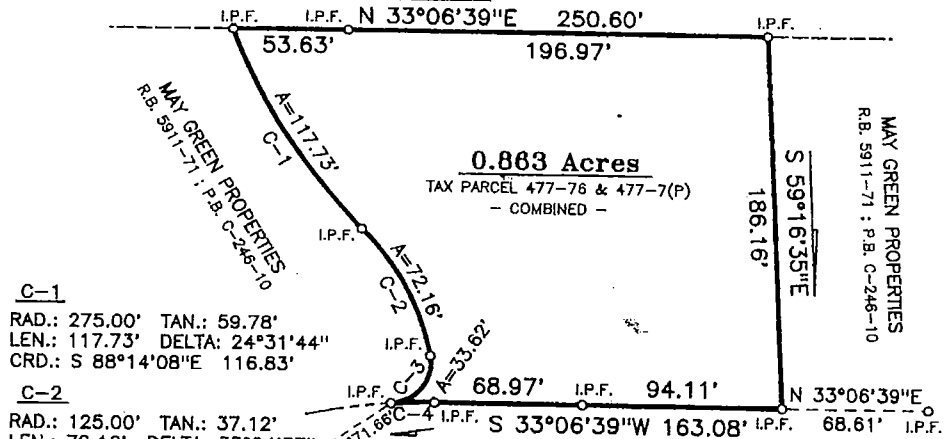 I.P.F. I.P.F. N 33°06'39"E 250.60' I.P.F.
53.63' 196.97'
MAY GREEN PROPERTIES
R.B. 5911-71 ; P.B. C-246-10
A=117.73'
C-1
0.863 Acres
TAX PARCEL 477-76 & 477-7(P)
- COMBINED -
S 59°16'35"E
186.16'
MAY GREEN PROPERTIES
R.B. 5911-71 ; P.B. C-246-10
I.P.F.
A=72.16'
C-2
C-1
RAD.: 275.00' TAN.: 59.78'
LEN.: 117.73' DELTA: 24°31'44"
CRD.: S 88°14'08"E 116.83'
I.P.F.
C-3
A=33.62'
I.P.F.
C-4
I.P.F.
68.97' I.P.F. 94.11'
S 33°06'39"W 163.08'
N 33°06'39"E
68.61' I.P.F.
C-2
RAD.: 125.00' TAN.: 37.12'